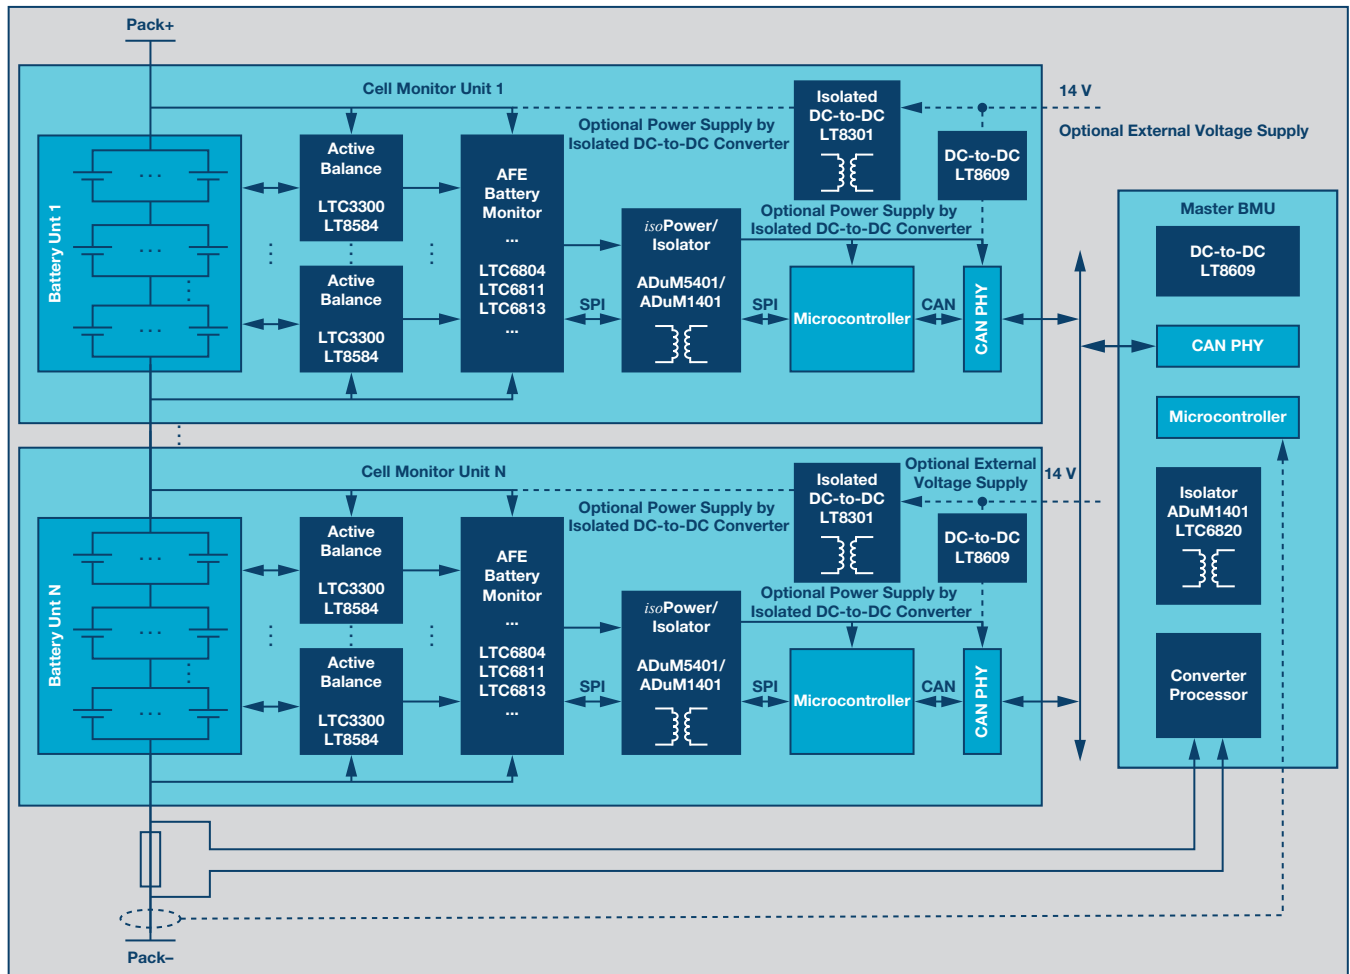 Pack+
Cell Monitor Unit 1
Battery Unit 1
...
...
...
Active
Balance
LTC3300
LT8584
Active
Balance
LTC3300
LT8584
AFE
Battery
Monitor
...
LTC6804
LTC6811
LTC6813
...
Optional Power Supply by
Isolated DC-to-DC Converter
Isolated
DC-to-DC
LT8301
DC-to-DC
LT8609
14 V
Optional External Voltage Supply
SPI
isoPower/
Isolator
ADuM5401/
ADuM1401
Optional Power Supply by
Isolated DC-to-DC Converter
SPI
Microcontroller
CAN
CAN PHY
Cell Monitor Unit N
Battery Unit N
...
...
...
Active
Balance
LTC3300
LT8584
Active
Balance
LTC3300
LT8584
AFE
Battery
Monitor
...
LTC6804
LTC6811
LTC6813
...
Optional Power Supply by
Isolated DC-to-DC Converter
Isolated
DC-to-DC
LT8301
Optional External
Voltage Supply
14 V
DC-to-DC
LT8609
SPI
isoPower/
Isolator
ADuM5401/
ADuM1401
Optional Power Supply by
Isolated DC-to-DC Converter
SPI
Microcontroller
CAN
CAN PHY
Master BMU
DC-to-DC
LT8609
CAN PHY
Microcontroller
Isolator
ADuM1401
LTC6820
Converter
Processor
Pack–